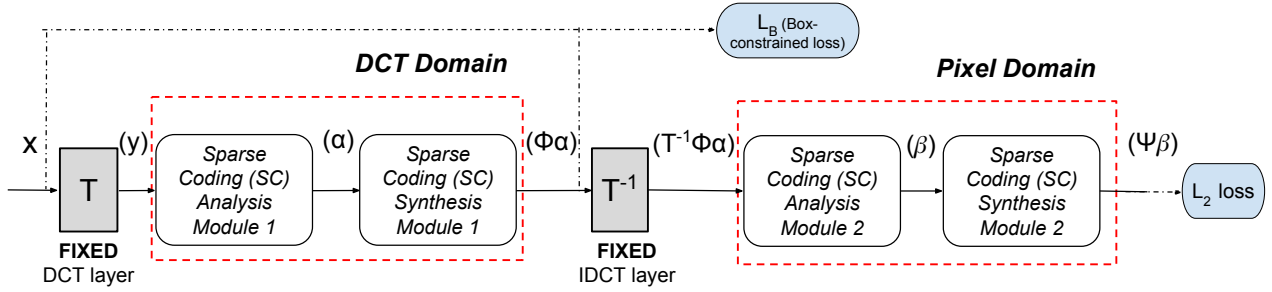 L_B (Box-
constrained loss)
DCT Domain
Pixel Domain
x
(y)
(α)
(Φα)
(T⁻¹Φα)
(β)
(Ψβ)
T
Sparse
Coding (SC)
Analysis
Module 1
Sparse
Coding (SC)
Synthesis
Module 1
T⁻¹
Sparse
Coding (SC)
Analysis
Module 2
Sparse
Coding (SC)
Synthesis
Module 2
L₂ loss
FIXED
DCT layer
FIXED
IDCT layer